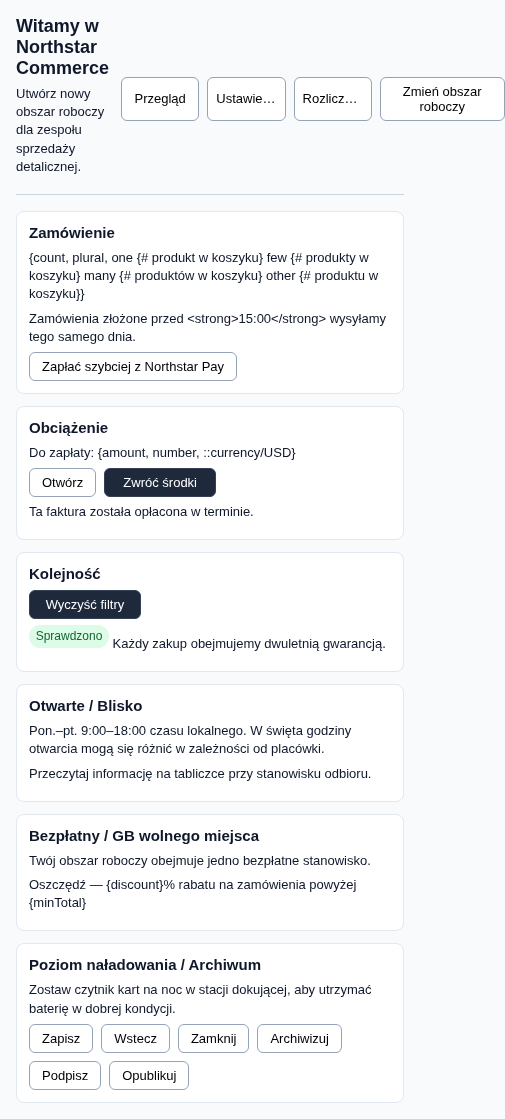 Witamy w
Northstar
Commerce
Utwórz nowy
obszar roboczy
dla zespołu
sprzedaży
detalicznej.
Przegląd
Ustawie…
Rozlicz…
Zmień obszar
roboczy
Zamówienie
{count, plural, one {# produkt w koszyku} few {# produkty w
koszyku} many {# produktów w koszyku} other {# produktu w
koszyku}}
Zamówienia złożone przed <strong>15:00</strong> wysyłamy
tego samego dnia.
Zapłać szybciej z Northstar Pay
Obciążenie
Do zapłaty: {amount, number, ::currency/USD}
Otwórz
Zwróć środki
Ta faktura została opłacona w terminie.
Kolejność
Wyczyść filtry
Sprawdzono
Każdy zakup obejmujemy dwuletnią gwarancją.
Otwarte / Blisko
Pon.–pt. 9:00–18:00 czasu lokalnego. W święta godziny
otwarcia mogą się różnić w zależności od placówki.
Przeczytaj informację na tabliczce przy stanowisku odbioru.
Bezpłatny / GB wolnego miejsca
Twój obszar roboczy obejmuje jedno bezpłatne stanowisko.
Oszczędź — {discount}% rabatu na zamówienia powyżej
{minTotal}
Poziom naładowania / Archiwum
Zostaw czytnik kart na noc w stacji dokującej, aby utrzymać
baterię w dobrej kondycji.
Zapisz
Wstecz
Zamknij
Archiwizuj
Podpisz
Opublikuj